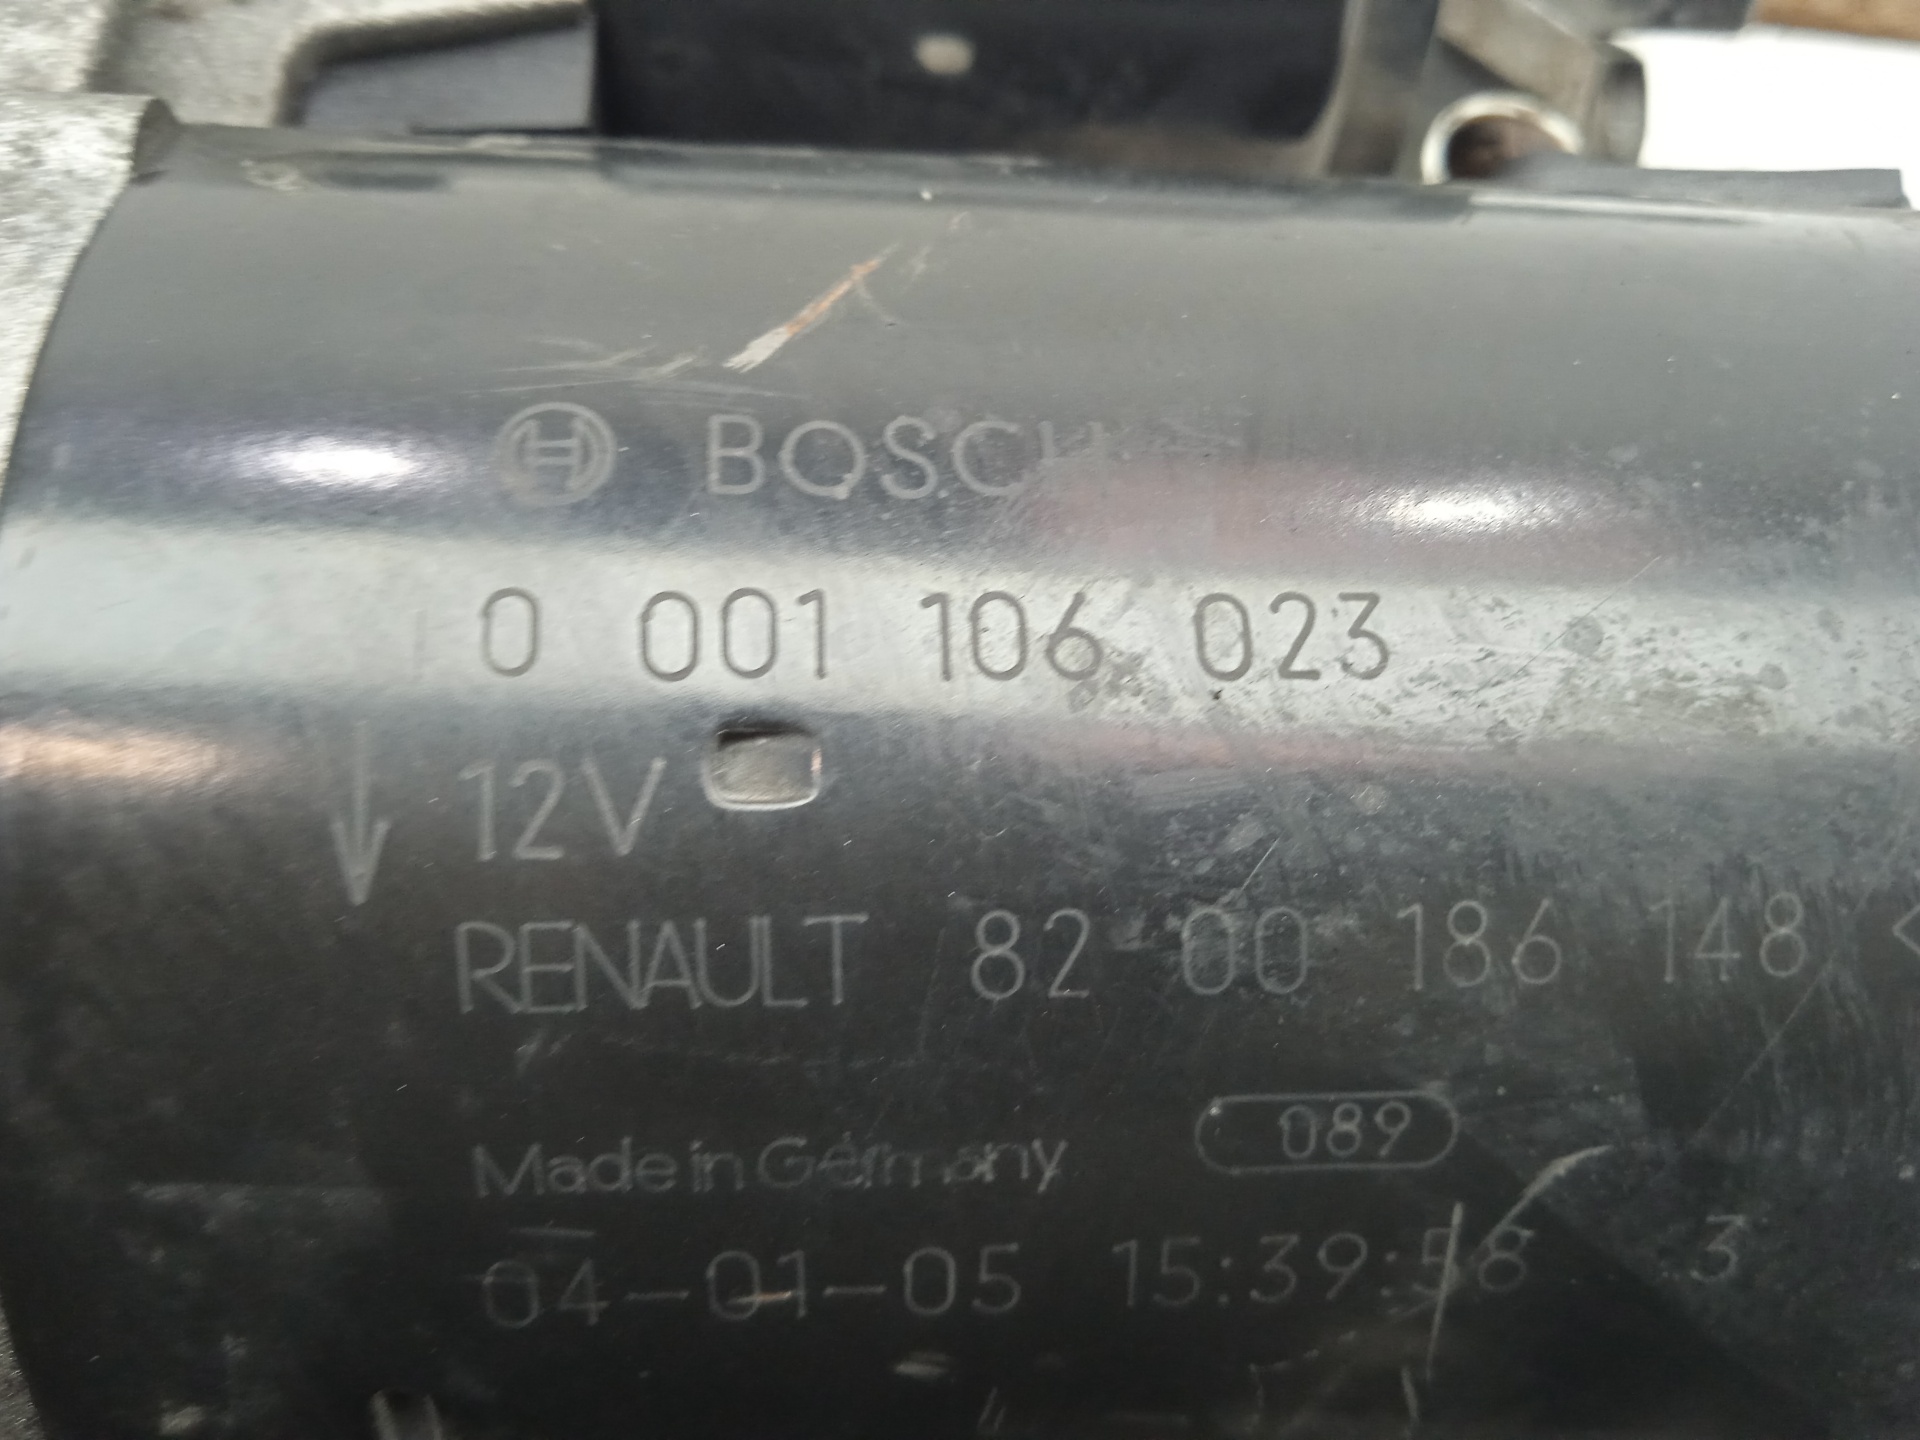 BOSCH
0 001 106 023
12V
RENAULT 82 00 186 148 <
089
Made in Germany
04-01-05 15:39:58 3